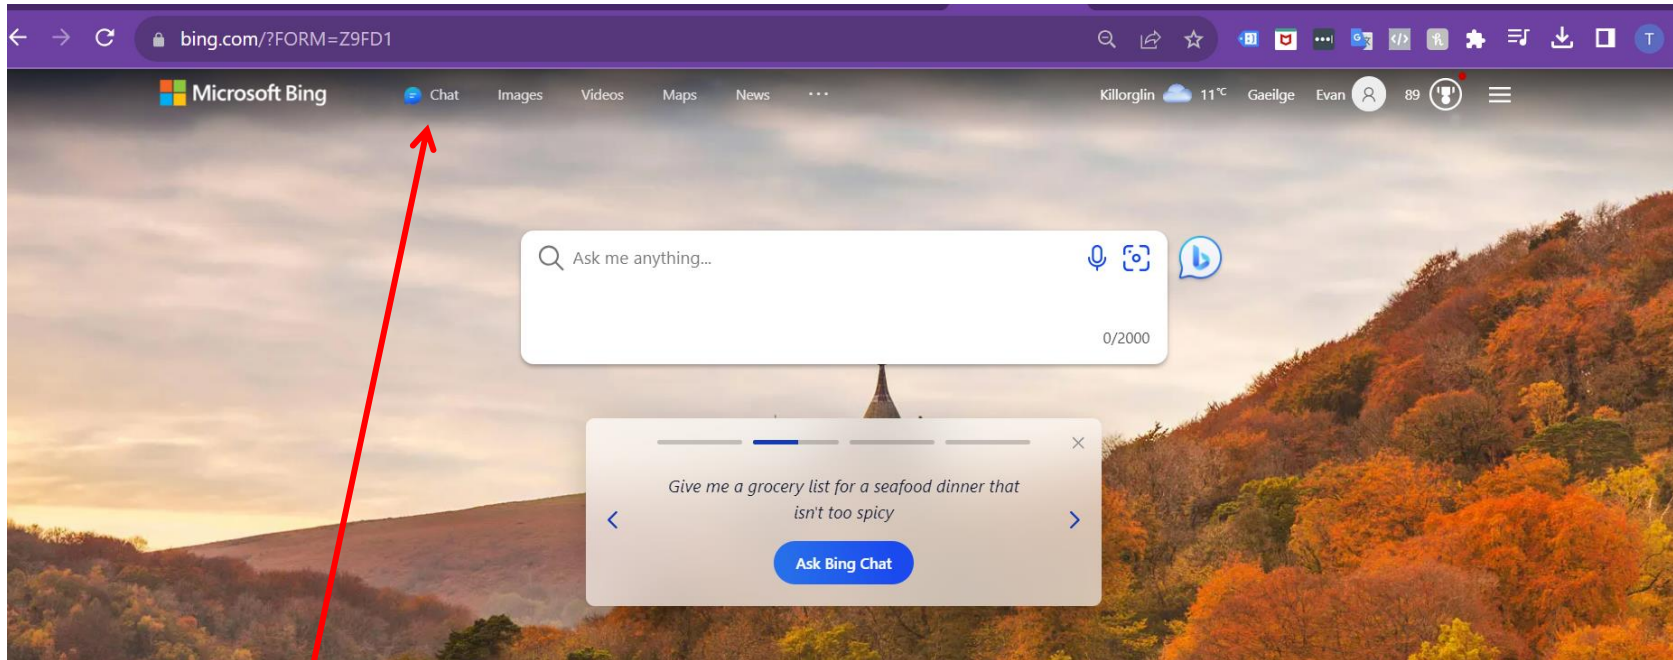 bing.com/?FORM=Z9FD1
T
Microsoft Bing
Chat
Images
Videos
Maps
News
Killorglin
11°C
Gaeilge
Evan
89
Ask me anything...
0/2000
Give me a grocery list for a seafood dinner that
isn't too spicy
Ask Bing Chat